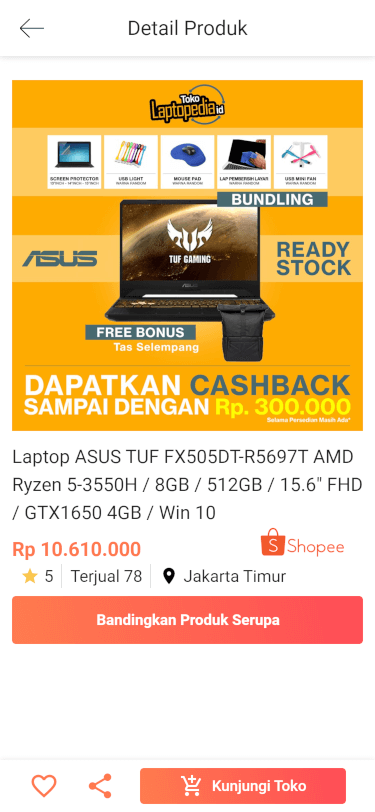 Detail Produk
Toko
Laptopediaid
SCREEN PROTECTOR
USB LIGHT
WARNA RANDOM
MOUSE PAD
WARNA RANDOM
LAP PEMBERSIH LAYAR
WARNA RANDOM
USB MINI FAN
WARNA RANDOM
BUNDLING
ASUS
TUF GAMING
READY
STOCK
FREE BONUS
Tas Selempang
DAPATKAN CASHBACK
SAMPAI DENGAN Rp. 300.000
Selama Persedian Masih Ada*
Laptop ASUS TUF FX505DT-R5697T AMD
Ryzen 5-3550H / 8GB / 512GB / 15.6" FHD
/ GTX1650 4GB / Win 10
Rp 10.610.000
Shopee
5 Terjual 78 Jakarta Timur
Bandingkan Produk Serupa
Kunjungi Toko